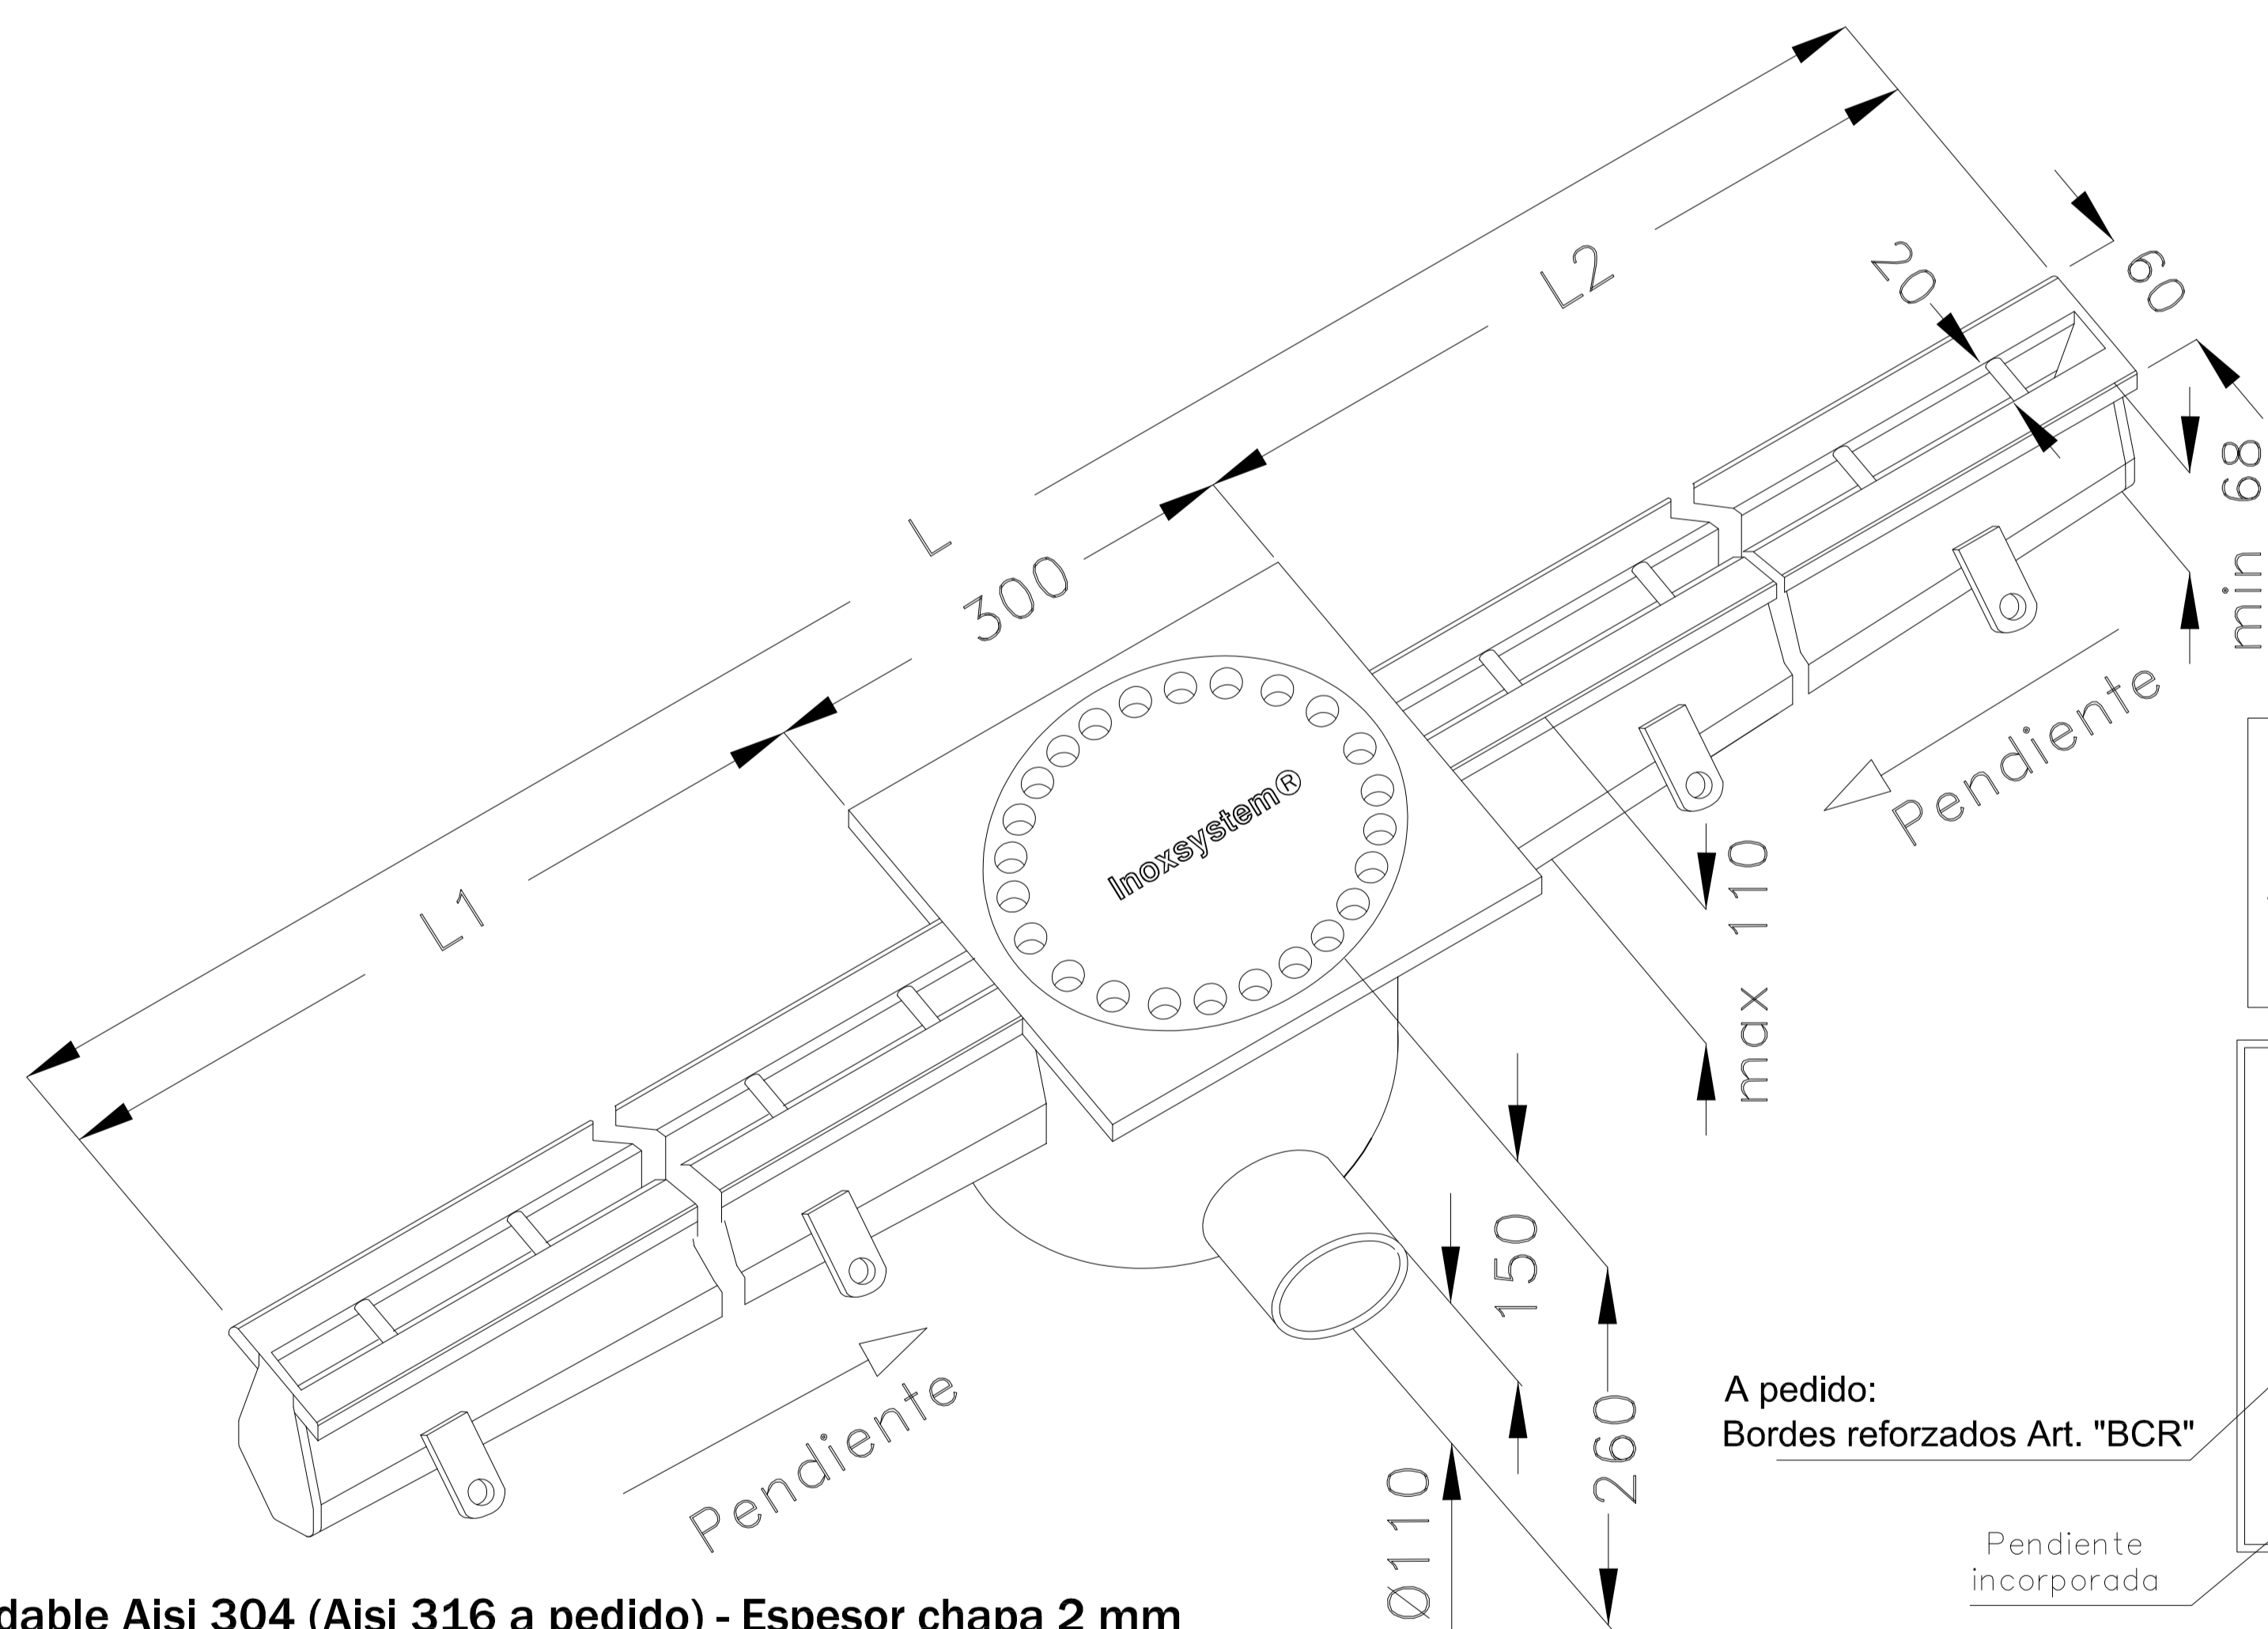 L2
60
20
L
300
min 68
Pendiente
Inoxsystem®
max 110
L1
150
260
Ø110
Pendiente
A pedido:
Bordes reforzados Art. "BCR"
Pendiente
incorporada
Aisi 304 (Aisi 316 a pedido) - Espesor chapa 2 mm